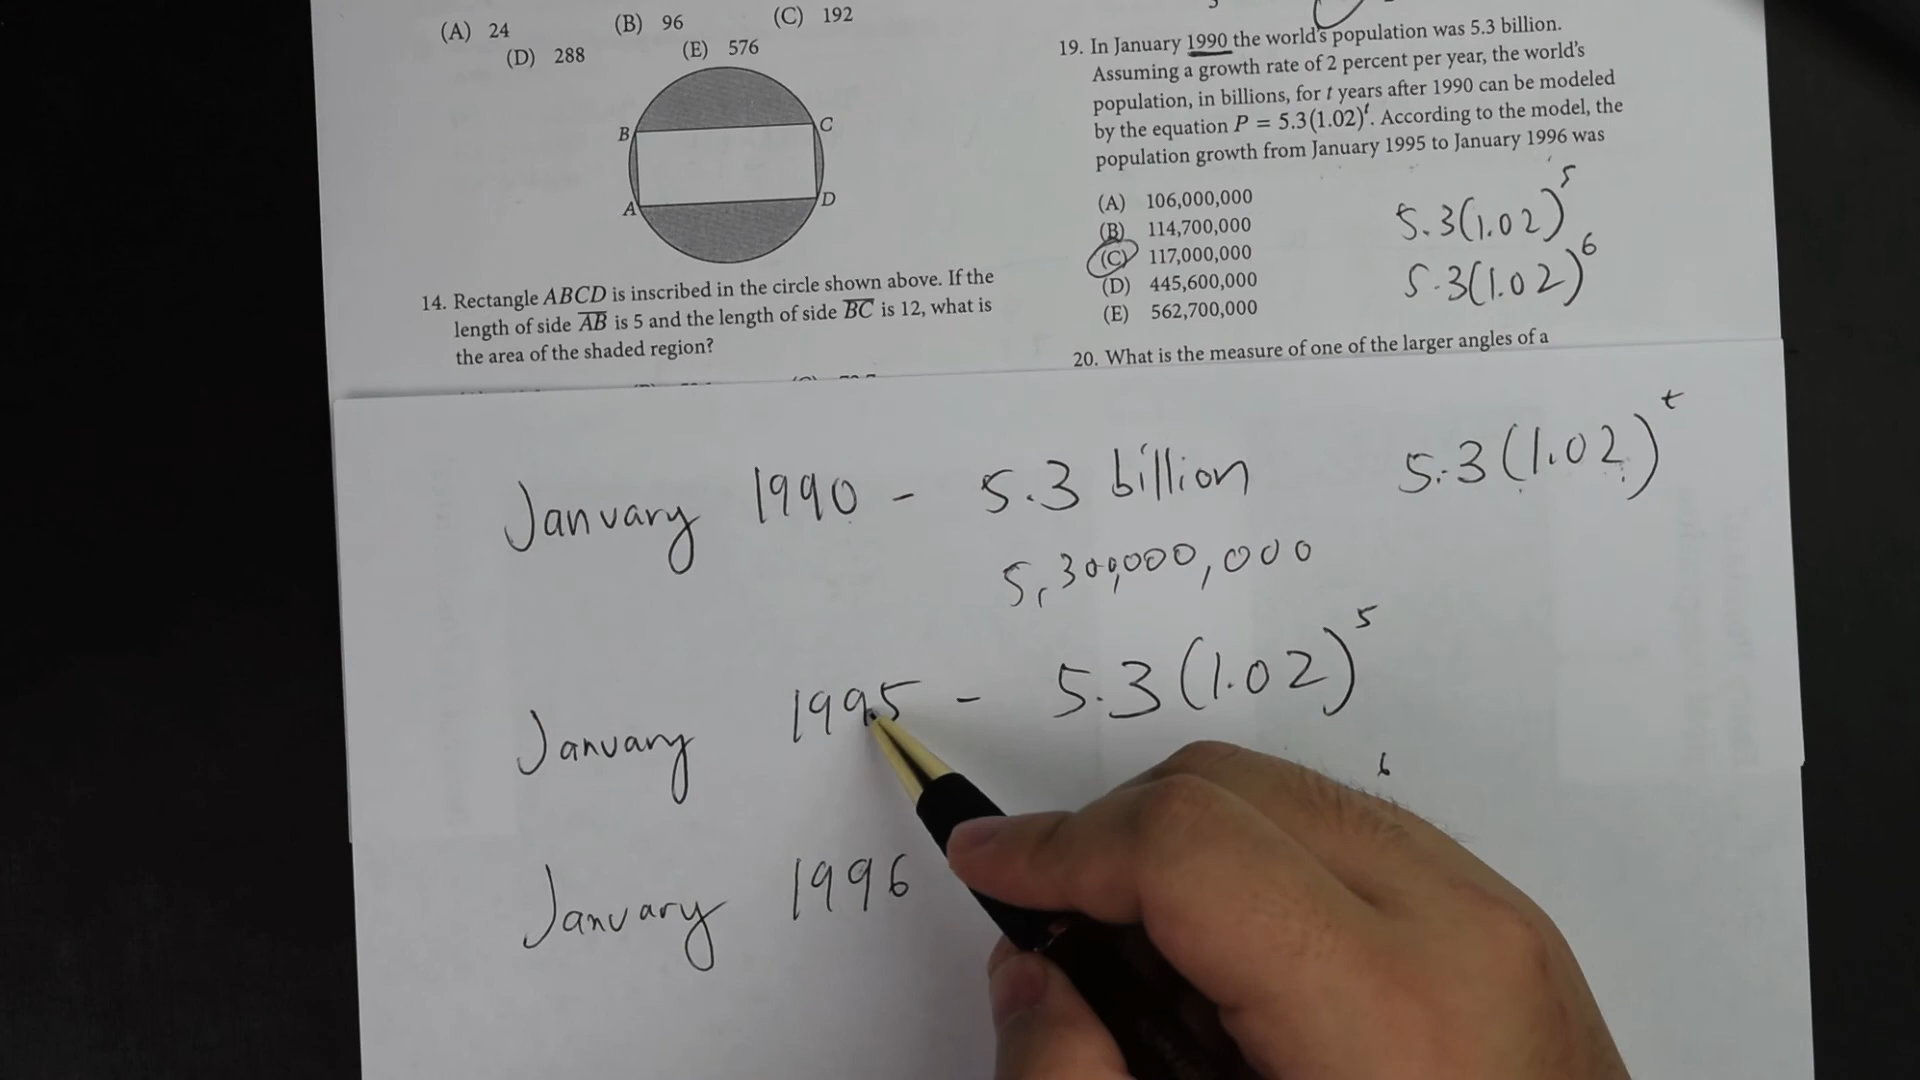 (A) 24
(B) 96
(C) 192
(D) 288
(E) 576
B
C
A
D
14. Rectangle ABCD is inscribed in the circle shown above. If the
length of side AB is 5 and the length of side BC is 12, what is
the area of the shaded region?
19. In January 1990 the world's population was 5.3 billion.
Assuming a growth rate of 2 percent per year, the world's
population, in billions, for t years after 1990 can be modeled
by the equation P = 5.3(1.02)^t. According to the model, the
population growth from January 1995 to January 1996 was
(A) 106,000,000
(B) 114,700,000
(C) 117,000,000
(D) 445,600,000
(E) 562,700,000
5.3(1.02)^5
5.3(1.02)^6
20. What is the measure of one of the larger angles of a
January 1990 - 5.3 billion
5.3(1.02)^t
5,300,000,000
January 1995 - 5.3(1.02)^5
6
January 1996